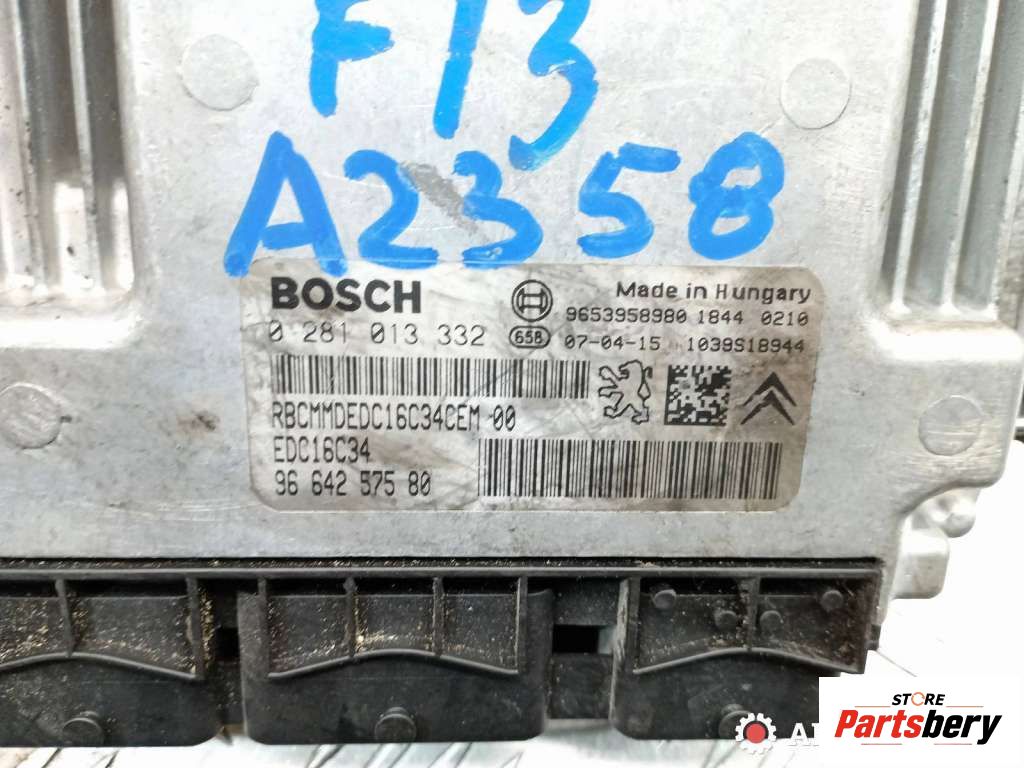 F13
A2358
BOSCH
Made in Hungary
0 281 013 332
658
9653958980 1844 0210
07-04-15 1039S18944
RBCMMDEDC16C34CEM 00
EDC16C34
96 642 575 80
STORE
Partsbery